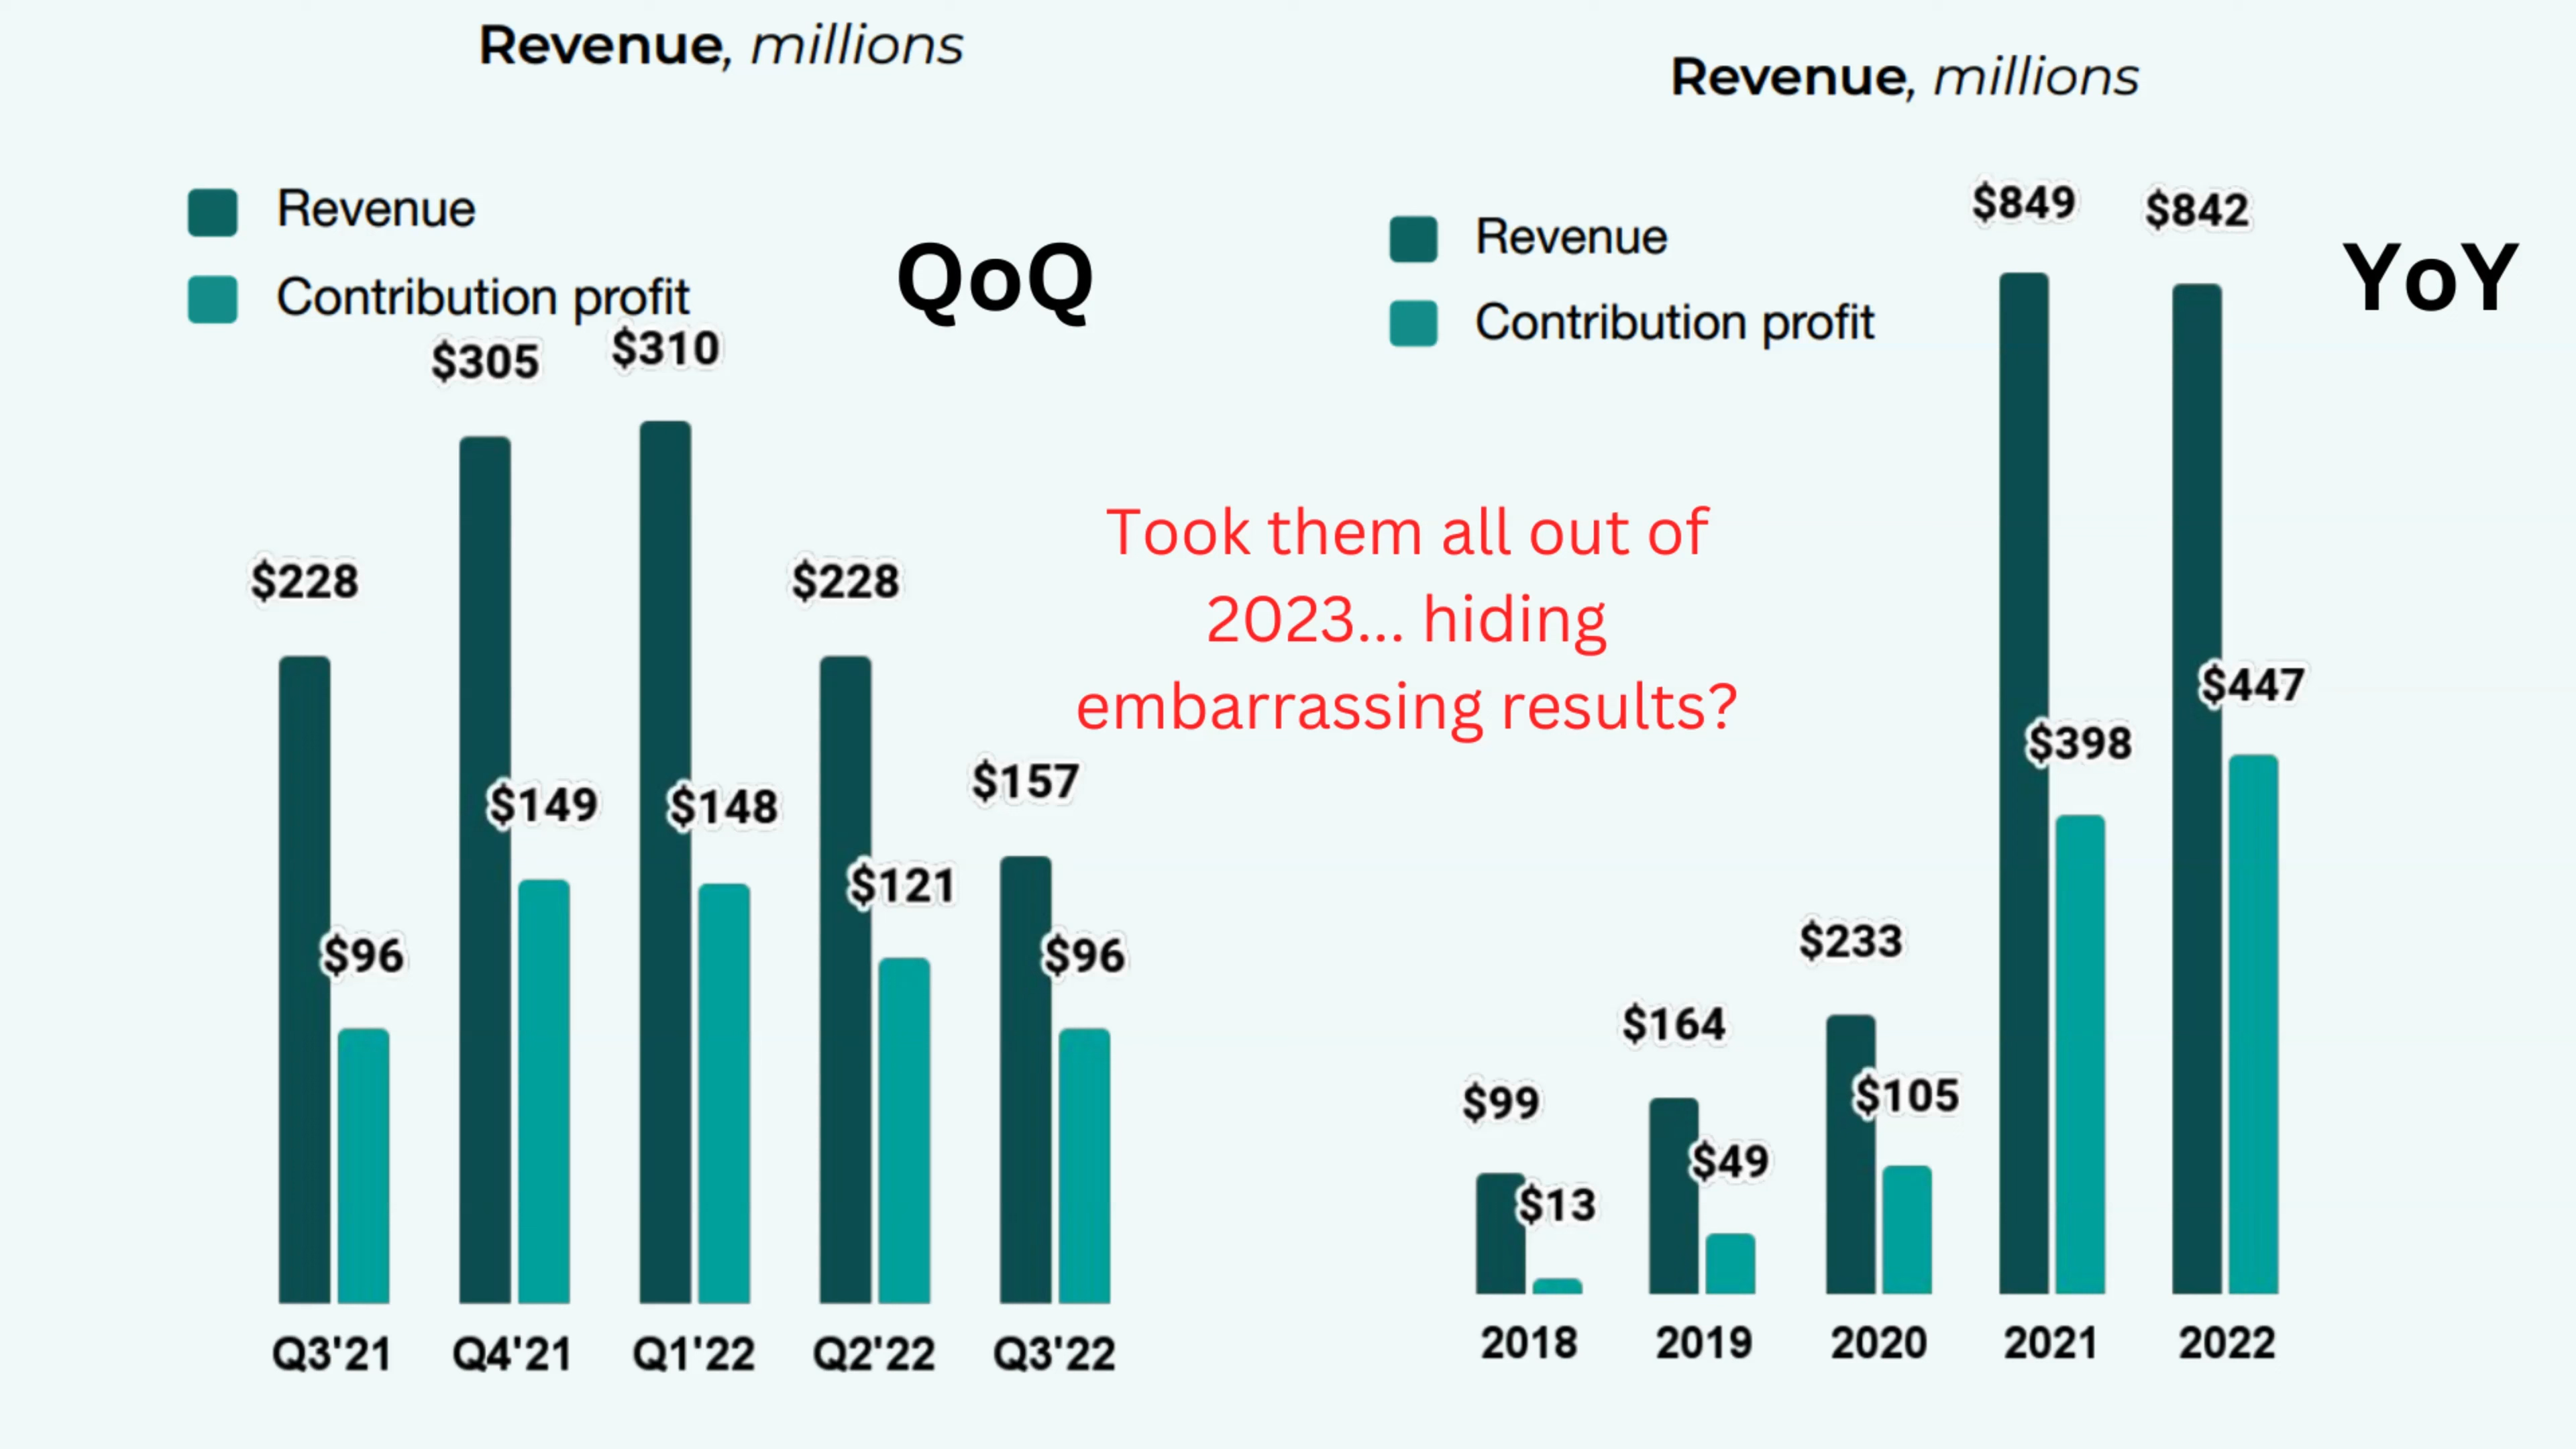 Revenue, millions
Revenue
Contribution profit
QoQ
$228
$96
$305
$149
$310
$148
$228
$121
$157
$96
Q3'21
Q4'21
Q1'22
Q2'22
Q3'22
Took them all out of
2023... hiding
embarrassing results?
Revenue, millions
Revenue
Contribution profit
YoY
$99
$13
$164
$49
$233
$105
$849
$398
$842
$447
2018
2019
2020
2021
2022